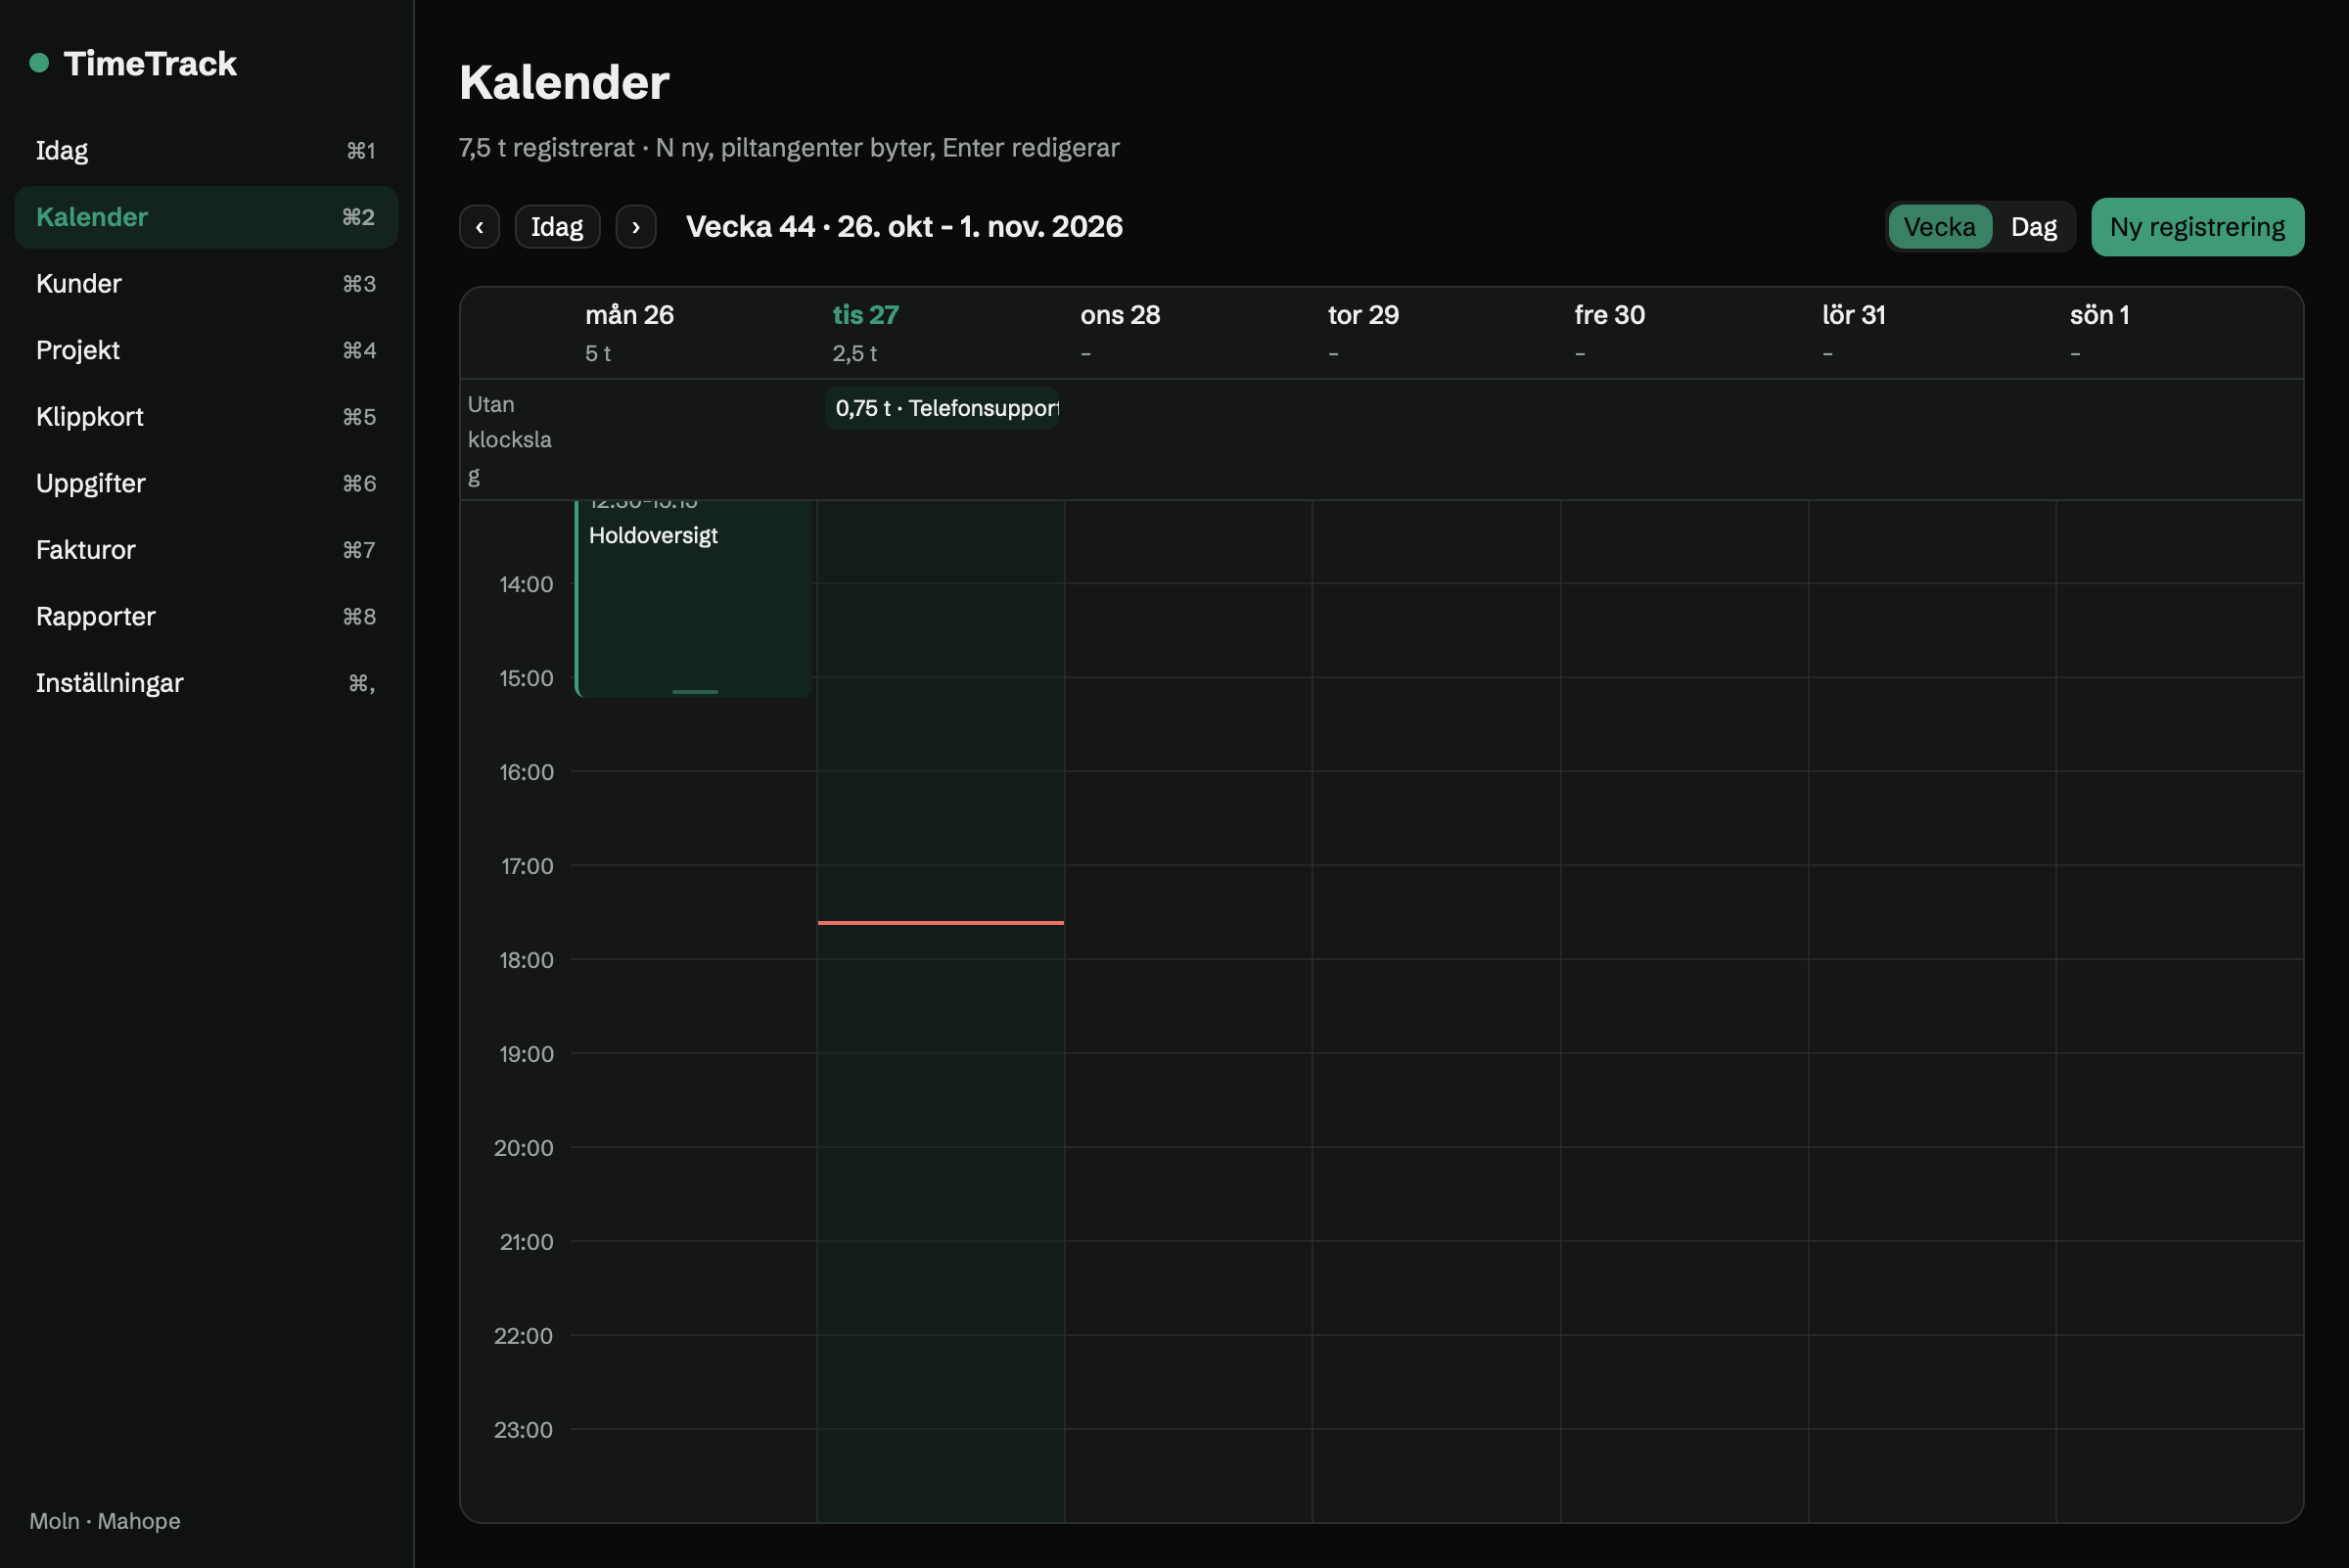 TimeTrack
Idag ⌘1
Kalender ⌘2
Kunder ⌘3
Projekt ⌘4
Klippkort ⌘5
Uppgifter ⌘6
Fakturor ⌘7
Rapporter ⌘8
Inställningar ⌘,
Moln · Mahope
Kalender
7,5 t registrerat · N ny, piltangenter byter, Enter redigerar
‹ Idag › Vecka 44 · 26. okt – 1. nov. 2026 Vecka Dag Ny registrering
mån 26 tis 27 ons 28 tor 29 fre 30 lör 31 sön 1
5 t 2,5 t – – – – –
Utan
klocksla
g
0,75 t · Telefonsupport
Holdoversigt
14:00
15:00
16:00
17:00
18:00
19:00
20:00
21:00
22:00
23:00